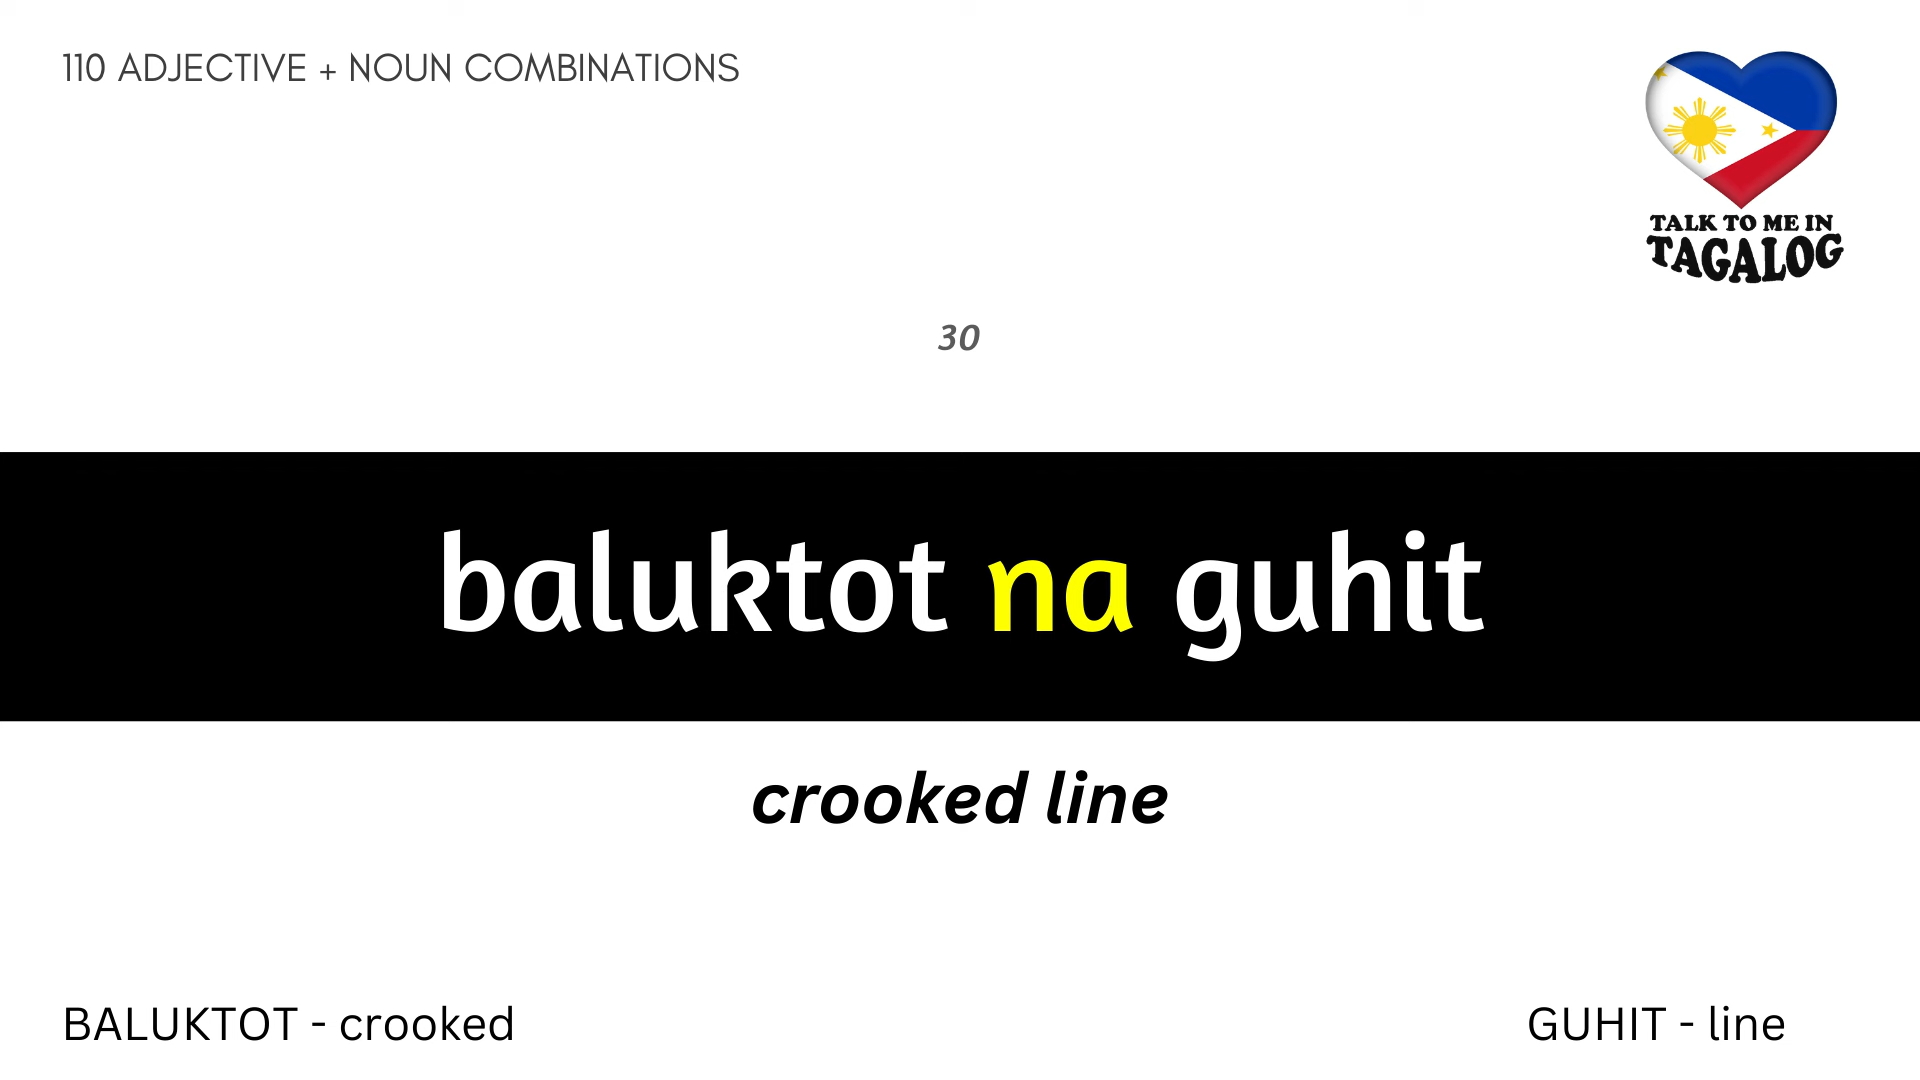 110 ADJECTIVE + NOUN COMBINATIONS
TALK TO ME IN
TAGALOG
30
baluktot na guhit
crooked line
BALUKTOT - crooked
GUHIT - line